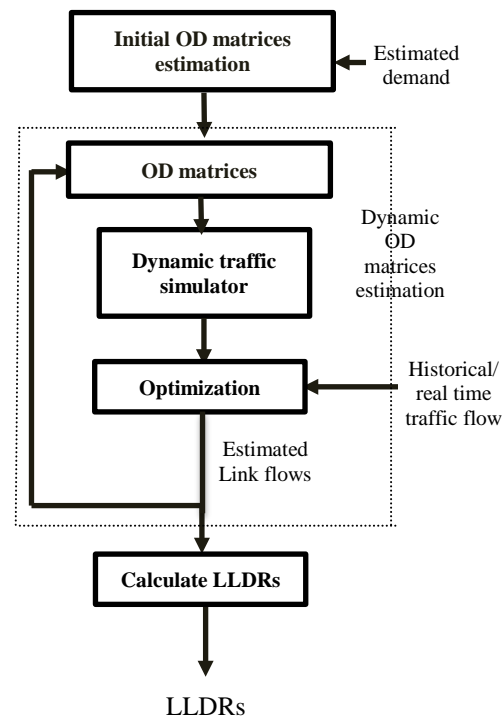 Initial OD matrices
estimation
Estimated
demand
OD matrices
Dynamic
OD
matrices
estimation
Dynamic traffic
simulator
Optimization
Historical/
real time
traffic flow
Estimated
Link flows
Calculate LLDRs
LLDRs